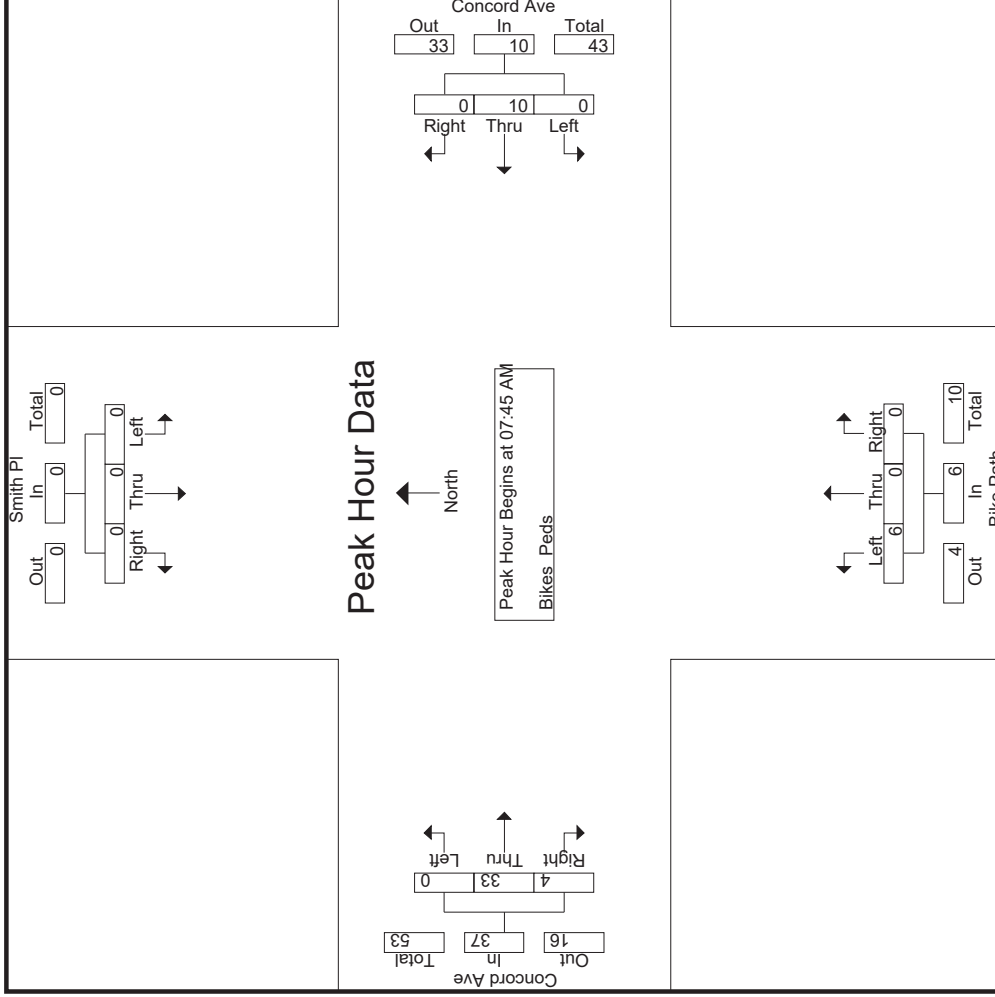 Concord Ave
Out In Total
33 10 43
0 10 0
Right Thru Left
Smith Pl
Out In Total
0 0 0
0 0 0
Right Thru Left
Peak Hour Data
North
Peak Hour Begins at 07:45 AM
Bikes Peds
Left Thru Right
6 0 0
4 6 10
Out In Total
Bike Path
Concord Ave
Out In Total
16 37 53
4 33 0
Right Thru Left